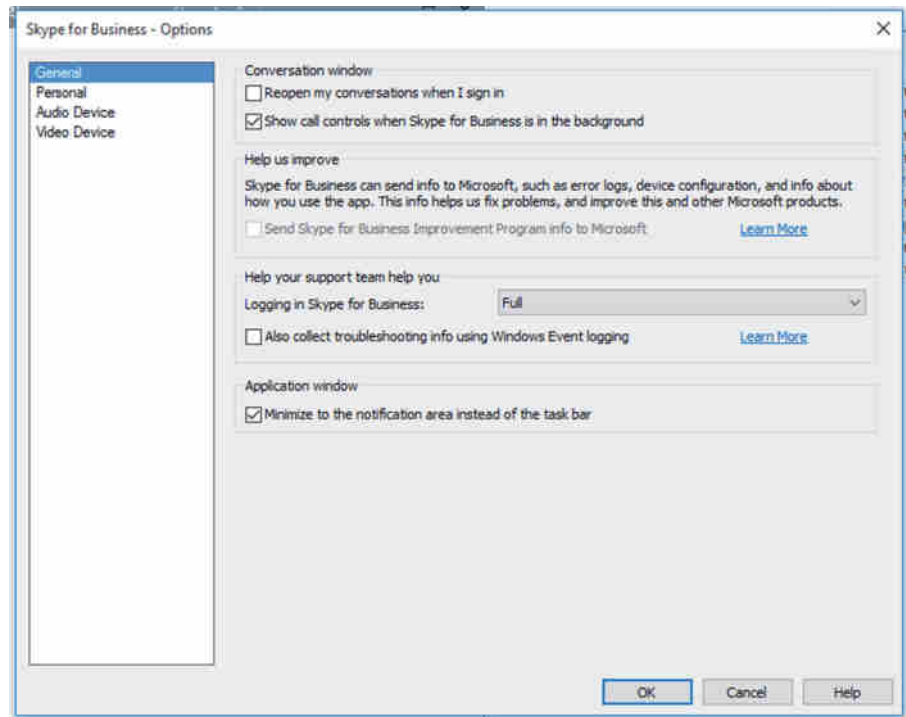 Skype for Business - Options
General
Personal
Audio Device
Video Device
Conversation window
Reopen my conversations when I sign in
Show call controls when Skype for Business is in the background
Help us improve
Skype for Business can send info to Microsoft, such as error logs, device configuration, and info about
how you use the app. This info helps us fix problems, and improve this and other Microsoft products.
Send Skype for Business Improvement Program info to Microsoft Learn More
Help your support team help you
Logging in Skype for Business: Full
Also collect troubleshooting info using Windows Event logging Learn More
Application window
Minimize to the notification area instead of the task bar
OK Cancel Help